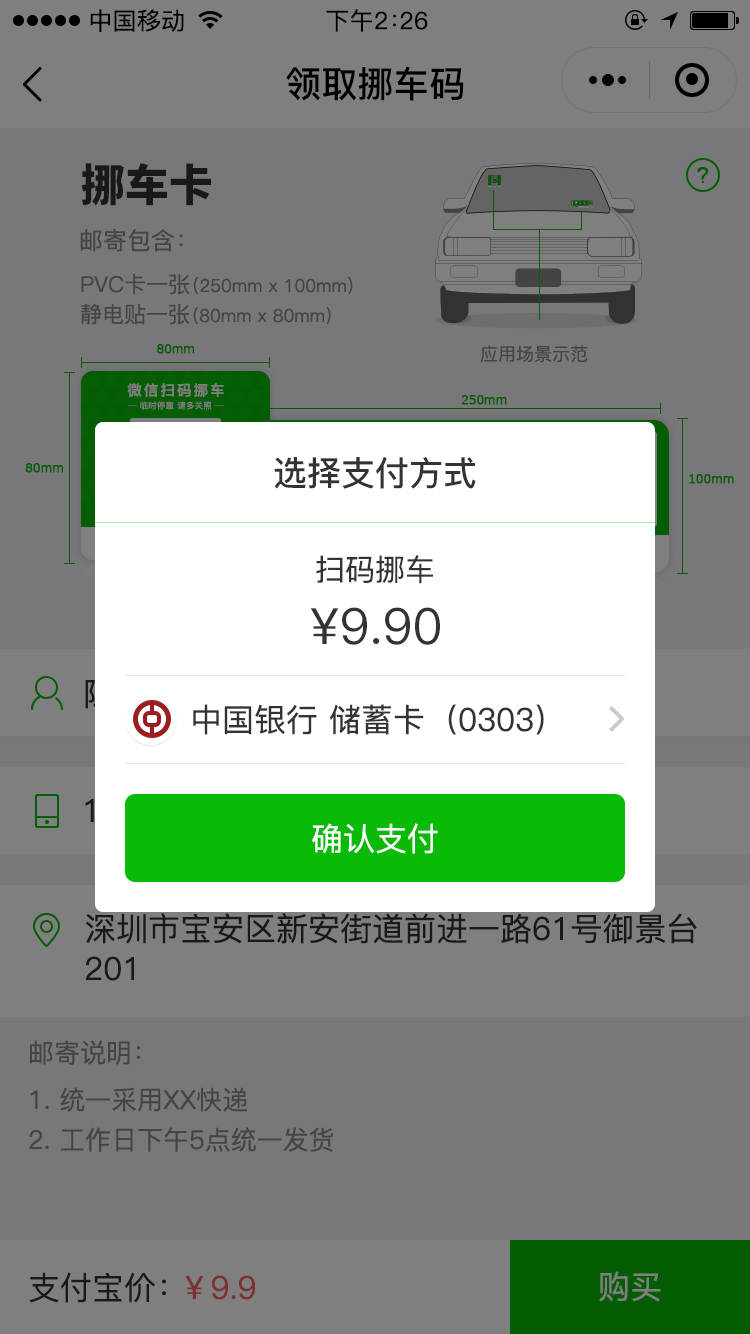 中国移动
下午2:26
领取挪车码
挪车卡
?
邮寄包含：
PVC卡一张(250mm x 100mm)
静电贴一张(80mm x 80mm)
应用场景示范
80mm
微信扫码挪车
临时停靠 请多关照
250mm
80mm
100mm
选择支付方式
扫码挪车
¥9.90
中国银行 储蓄卡（0303）
确认支付
1
深圳市宝安区新安街道前进一路61号御景台
201
邮寄说明：
1. 统一采用XX快递
2. 工作日下午5点统一发货
支付宝价：￥9.9
购买